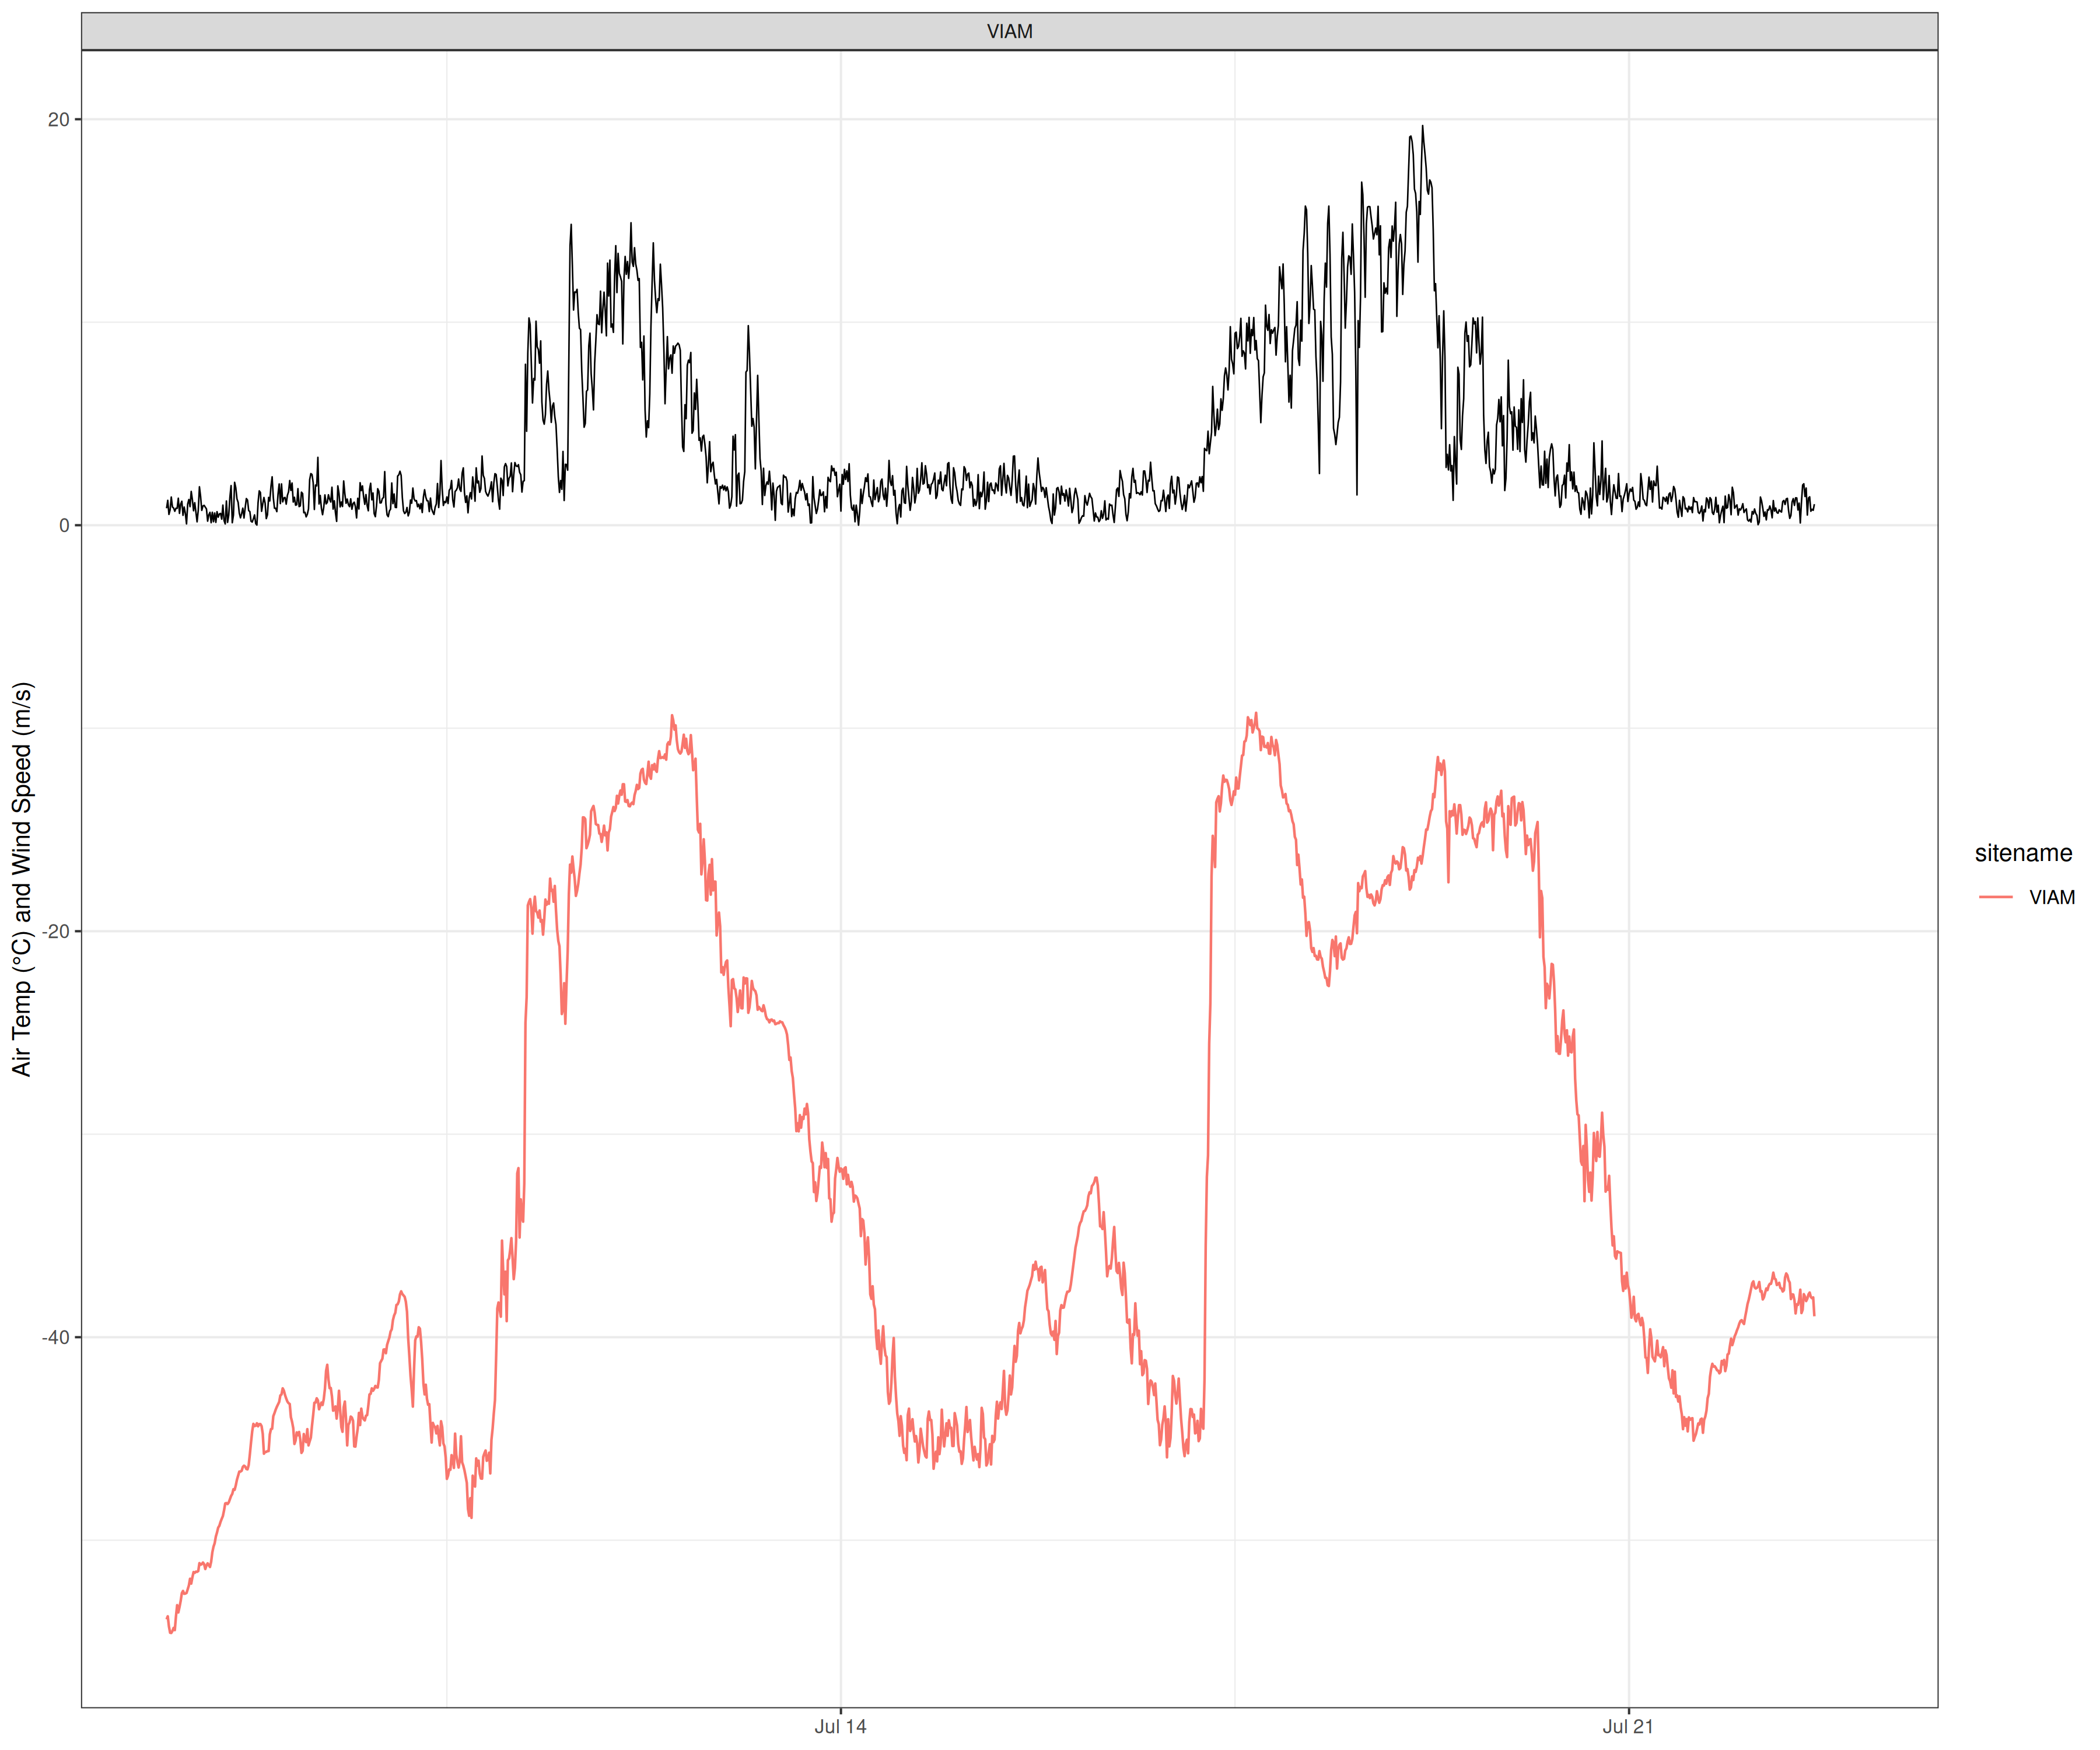 VIAM
20
0
-20
-40
Air Temp (°C) and Wind Speed (m/s)
Jul 14
Jul 21
sitename
VIAM